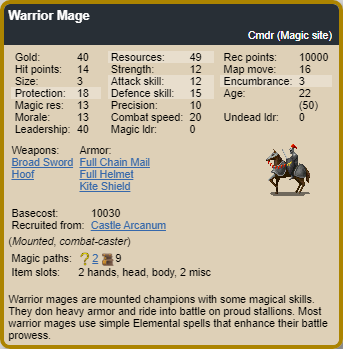 Warrior Mage
Cmdr (Magic site)
Gold: 40 Resources: 49 Rec points: 10000
Hit points: 14 Strength: 12 Map move: 16
Size: 3 Attack skill: 12 Encumbrance: 3
Protection: 18 Defence skill: 15 Age: 22
Magic res: 13 Precision: 10 (50)
Morale: 13 Combat speed: 20 Undead ldr: 0
Leadership: 40 Magic ldr: 0
Weapons: Armor:
Broad Sword Full Chain Mail
Hoof Full Helmet
Kite Shield
Basecost: 10030
Recruited from: Castle Arcanum
(Mounted, combat-caster)
Magic paths: ? 2 9
Item slots: 2 hands, head, body, 2 misc
Warrior mages are mounted champions with some magical skills.
They don heavy armor and ride into battle on proud stallions. Most
warrior mages use simple Elemental spells that enhance their battle
prowess.